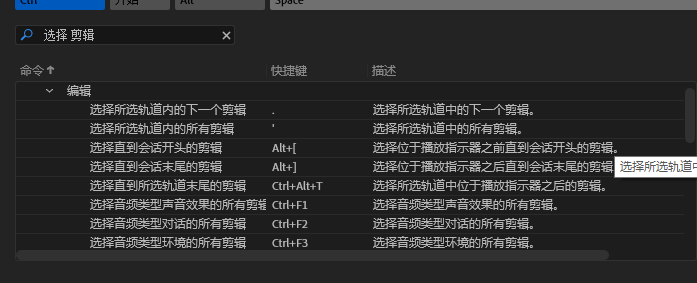 Ctrl 开始 Alt Space
选择 剪辑
命令 快捷键 描述
编辑
选择所选轨道内的下一个剪辑 . 选择所选轨道中的下一个剪辑。
选择所选轨道内的所有剪辑 ' 选择所选轨道中的所有剪辑。
选择直到会话开头的剪辑 Alt+[ 选择位于播放指示器之前直到会话开头的剪辑。
选择直到会话末尾的剪辑 Alt+] 选择位于播放指示器之后直到会话末尾的剪辑。
选择所选轨道中
选择直到所选轨道末尾的剪辑 Ctrl+Alt+T 选择所选轨道中位于播放指示器之后的剪辑。
选择音频类型声音效果的所有剪辑 Ctrl+F1 选择音频类型声音效果的所有剪辑。
选择音频类型对话的所有剪辑 Ctrl+F2 选择音频类型对话的所有剪辑。
选择音频类型环境的所有剪辑 Ctrl+F3 选择音频类型环境的所有剪辑。